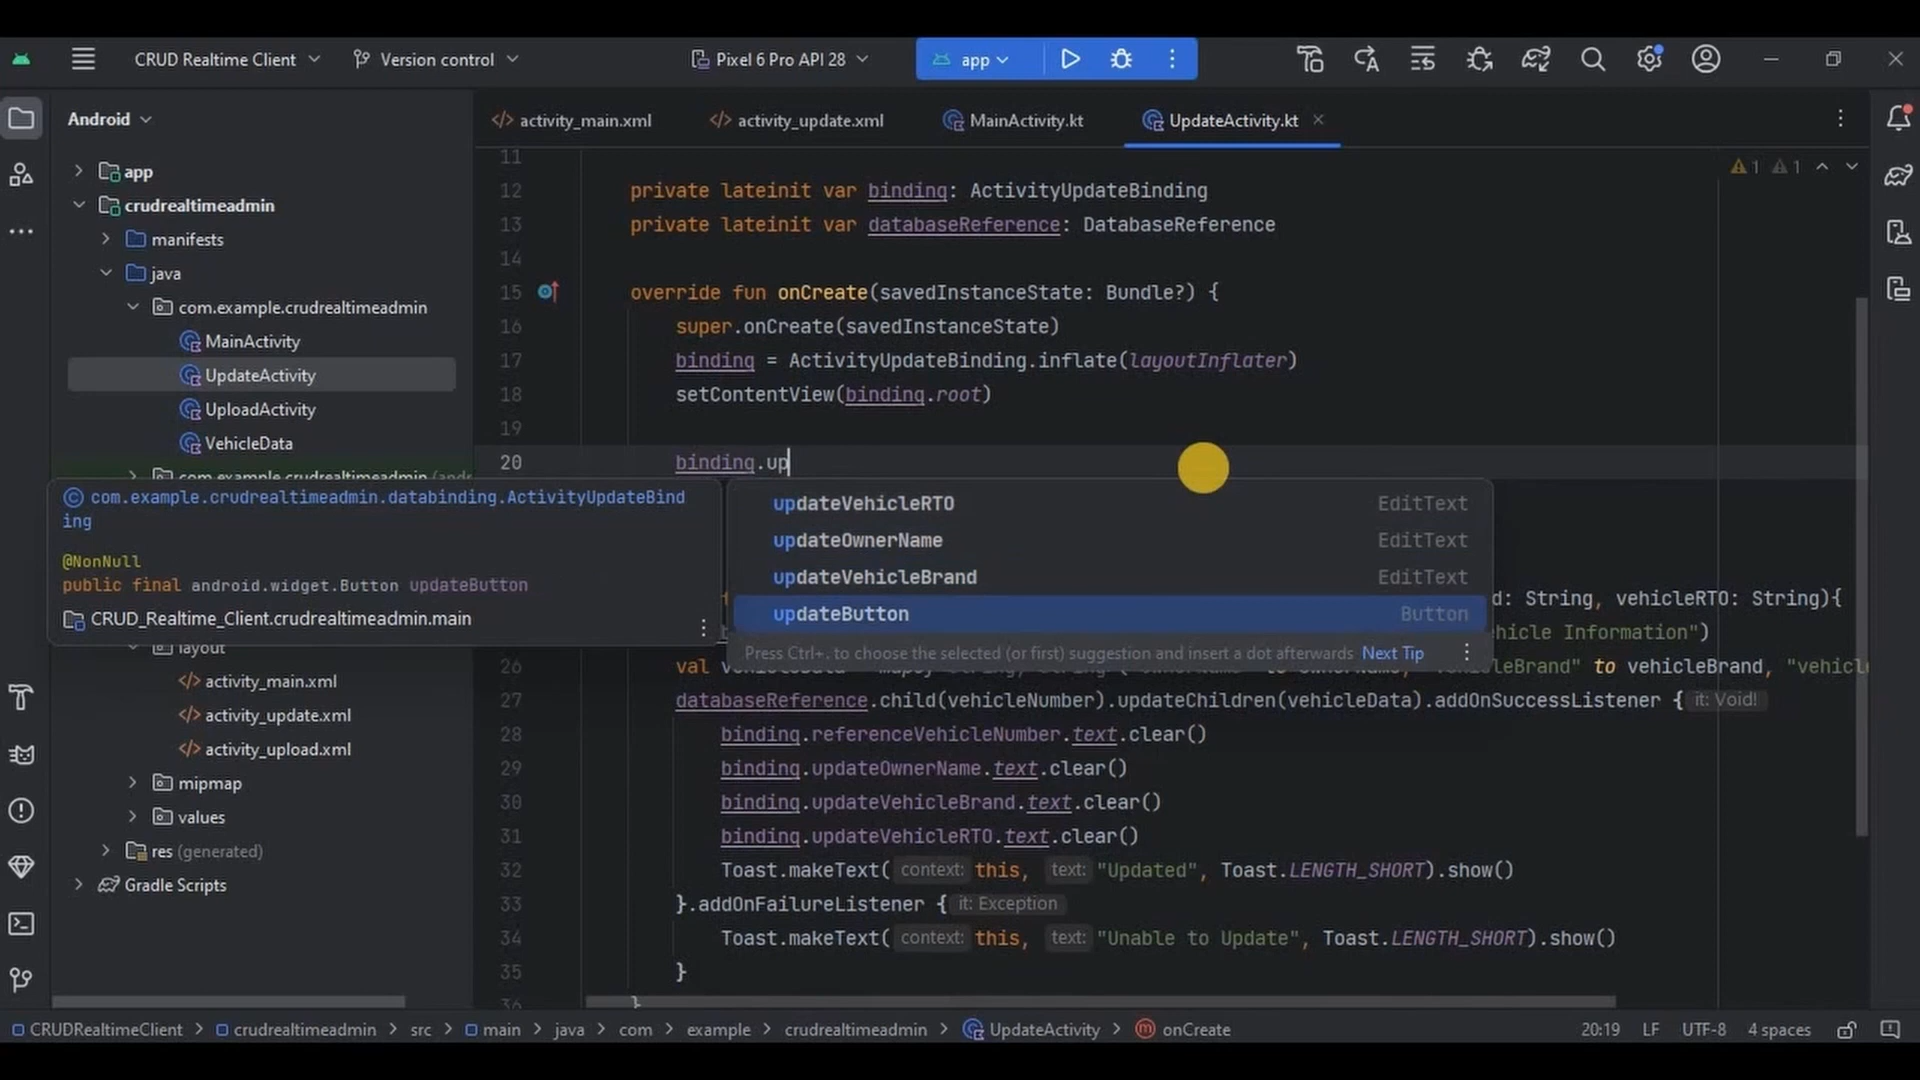 CRUD Realtime Client
Version control
Pixel 6 Pro API 28
app
Android
activity_main.xml
activity_update.xml
MainActivity.kt
UpdateActivity.kt
app
crudrealtimeadmin
manifests
java
com.example.crudrealtimeadmin
MainActivity
UpdateActivity
UploadActivity
VehicleData
com.example.crudrealtimeadmin (andr
layout
activity_main.xml
activity_update.xml
activity_upload.xml
mipmap
values
res (generated)
Gradle Scripts
1 1
11
12 private lateinit var binding: ActivityUpdateBinding
13 private lateinit var databaseReference: DatabaseReference
14
15 override fun onCreate(savedInstanceState: Bundle?) {
16 super.onCreate(savedInstanceState)
17 binding = ActivityUpdateBinding.inflate(layoutInflater)
18 setContentView(binding.root)
19
20 binding.up
com.example.crudrealtimeadmin.databinding.ActivityUpdateBind
ing
@NonNull
public final android.widget.Button updateButton
CRUD_Realtime_Client.crudrealtimeadmin.main
updateVehicleRTO EditText
updateOwnerName EditText
updateVehicleBrand EditText
updateButton Button
Press Ctrl+. to choose the selected (or first) suggestion and insert a dot afterwards Next Tip
d: String, vehicleRTO: String){
hicle Information")
26 to vehicleBrand, "vehicl
27 databaseReference.child(vehicleNumber).updateChildren(vehicleData).addOnSuccessListener { it: Void!
28 binding.referenceVehicleNumber.text.clear()
29 binding.updateOwnerName.text.clear()
30 binding.updateVehicleBrand.text.clear()
31 binding.updateVehicleRTO.text.clear()
32 Toast.makeText( context: this, text: "Updated", Toast.LENGTH_SHORT).show()
33 }.addOnFailureListener { it: Exception
34 Toast.makeText( context: this, text: "Unable to Update", Toast.LENGTH_SHORT).show()
35 }
36 }
CRUDRealtimeClient > crudrealtimeadmin > src > main > java > com > example > crudrealtimeadmin > UpdateActivity > onCreate
20:19 LF UTF-8 4 spaces